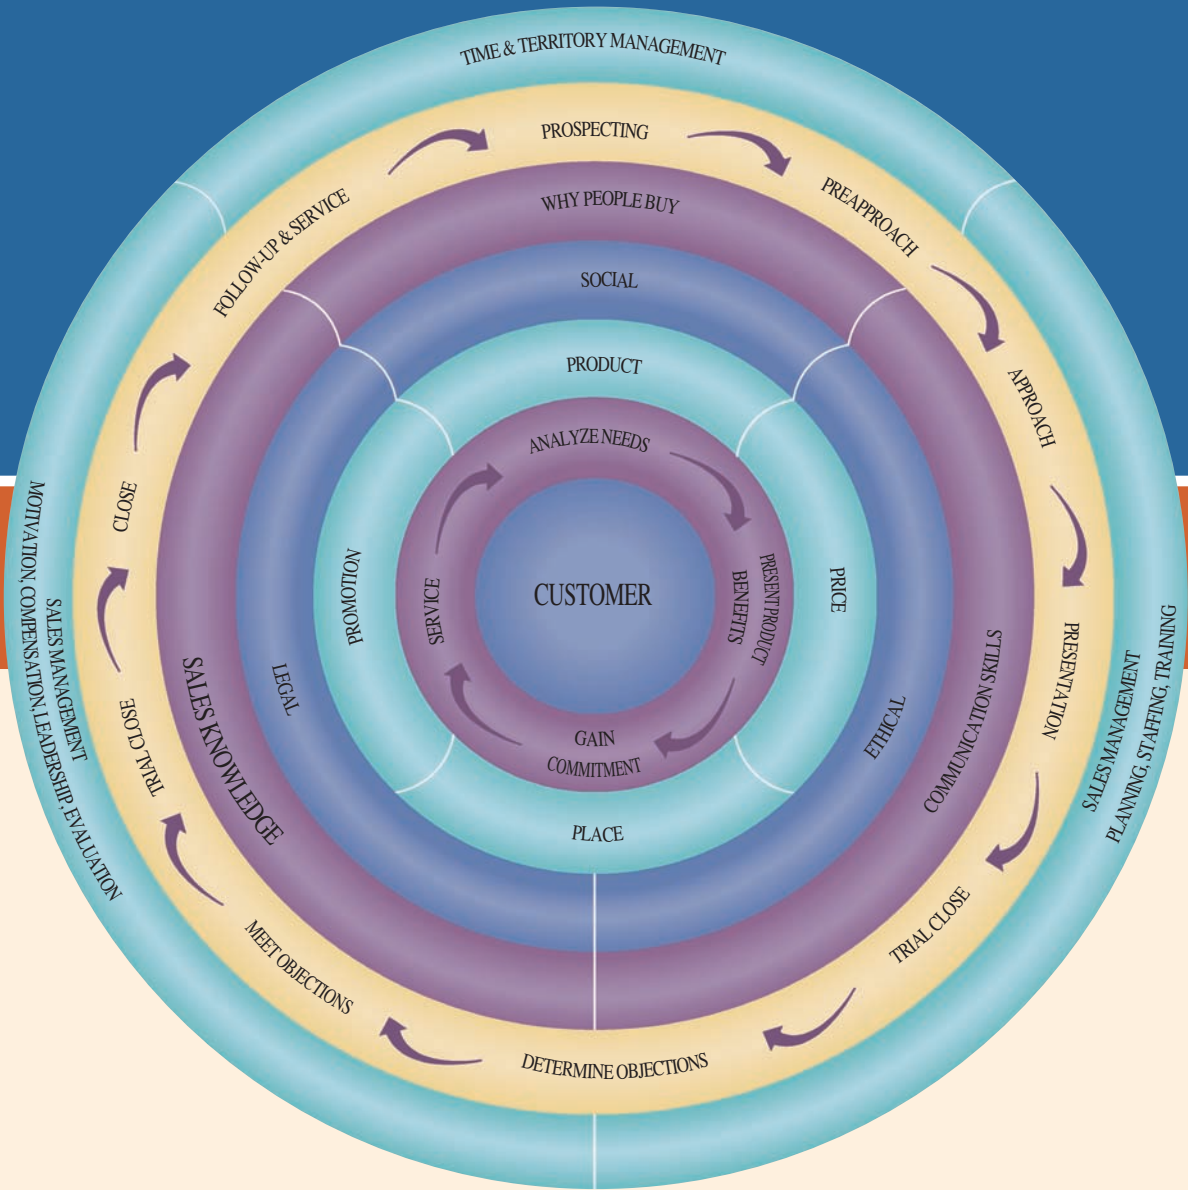 TIME & TERRITORY MANAGEMENT
PROSPECTING
PREAPPROACH
APPROACH
PRESENTATION
TRIAL CLOSE
DETERMINE OBJECTIONS
MEET OBJECTIONS
TRIAL CLOSE
CLOSE
FOLLOW-UP & SERVICE
WHY PEOPLE BUY
COMMUNICATION SKILLS
SALES KNOWLEDGE
SOCIAL
ETHICAL
LEGAL
PRODUCT
PRICE
PLACE
PROMOTION
ANALYZE NEEDS
PRESENT PRODUCT
BENEFITS
GAIN
COMMITMENT
SERVICE
CUSTOMER
SALES MANAGEMENT
PLANNING, STAFFING, TRAINING
SALES MANAGEMENT
MOTIVATION, COMPENSATION, LEADERSHIP, EVALUATION